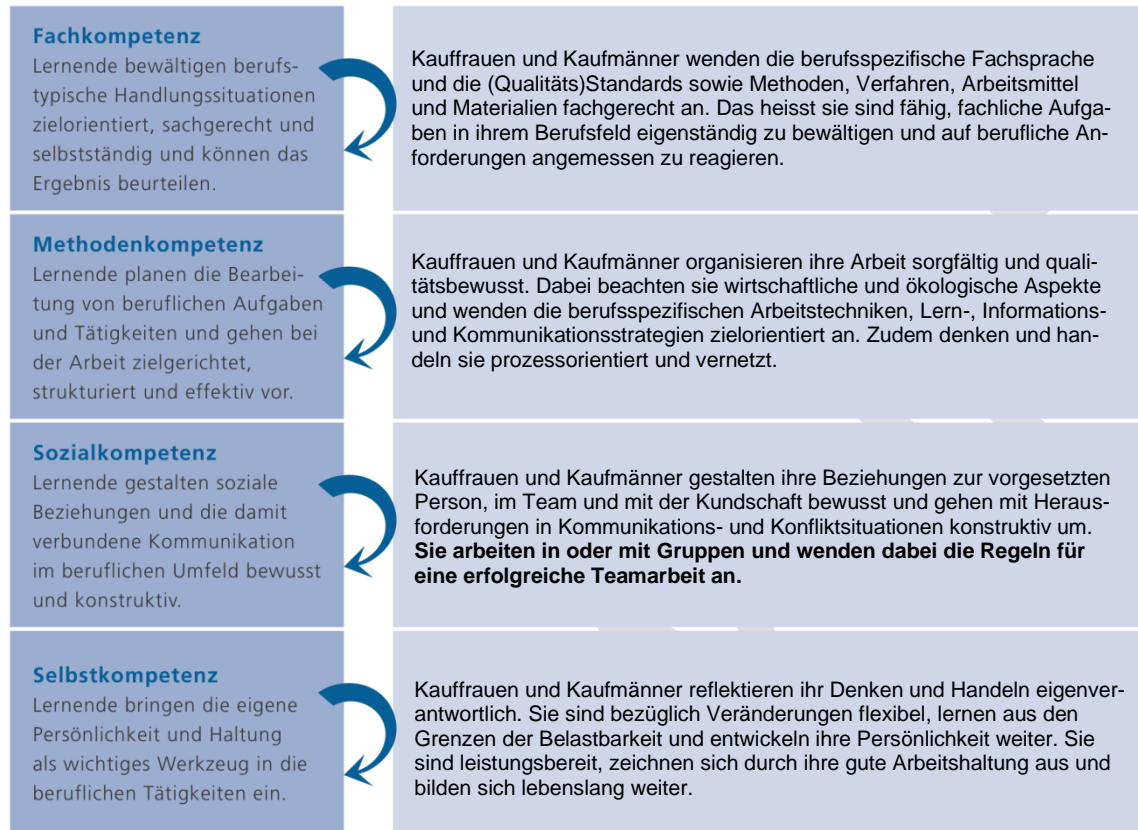 Fachkompetenz
Lernende bewältigen berufs-
typische Handlungssituationen
zielorientiert, sachgerecht und
selbstständig und können das
Ergebnis beurteilen.
Kauffrauen und Kaufmänner wenden die berufsspezifische Fachsprache
und die (Qualitäts)Standards sowie Methoden, Verfahren, Arbeitsmittel
und Materialien fachgerecht an. Das heisst sie sind fähig, fachliche Aufga-
ben in ihrem Berufsfeld eigenständig zu bewältigen und auf berufliche An-
forderungen angemessen zu reagieren.
Methodenkompetenz
Lernende planen die Bearbei-
tung von beruflichen Aufgaben
und Tätigkeiten und gehen bei
der Arbeit zielgerichtet,
strukturiert und effektiv vor.
Kauffrauen und Kaufmänner organisieren ihre Arbeit sorgfältig und quali-
tätsbewusst. Dabei beachten sie wirtschaftliche und ökologische Aspekte
und wenden die berufsspezifischen Arbeitstechniken, Lern-, Informations-
und Kommunikationsstrategien zielorientiert an. Zudem denken und han-
deln sie prozessorientiert und vernetzt.
Sozialkompetenz
Lernende gestalten soziale
Beziehungen und die damit
verbundene Kommunikation
im beruflichen Umfeld bewusst
und konstruktiv.
Kauffrauen und Kaufmänner gestalten ihre Beziehungen zur vorgesetzten
Person, im Team und mit der Kundschaft bewusst und gehen mit Heraus-
forderungen in Kommunikations- und Konfliktsituationen konstruktiv um.
Sie arbeiten in oder mit Gruppen und wenden dabei die Regeln für
eine erfolgreiche Teamarbeit an.
Selbstkompetenz
Lernende bringen die eigene
Persönlichkeit und Haltung
als wichtiges Werkzeug in die
beruflichen Tätigkeiten ein.
Kauffrauen und Kaufmänner reflektieren ihr Denken und Handeln eigenver-
antwortlich. Sie sind bezüglich Veränderungen flexibel, lernen aus den
Grenzen der Belastbarkeit und entwickeln ihre Persönlichkeit weiter. Sie
sind leistungsbereit, zeichnen sich durch ihre gute Arbeitshaltung aus und
bilden sich lebenslang weiter.